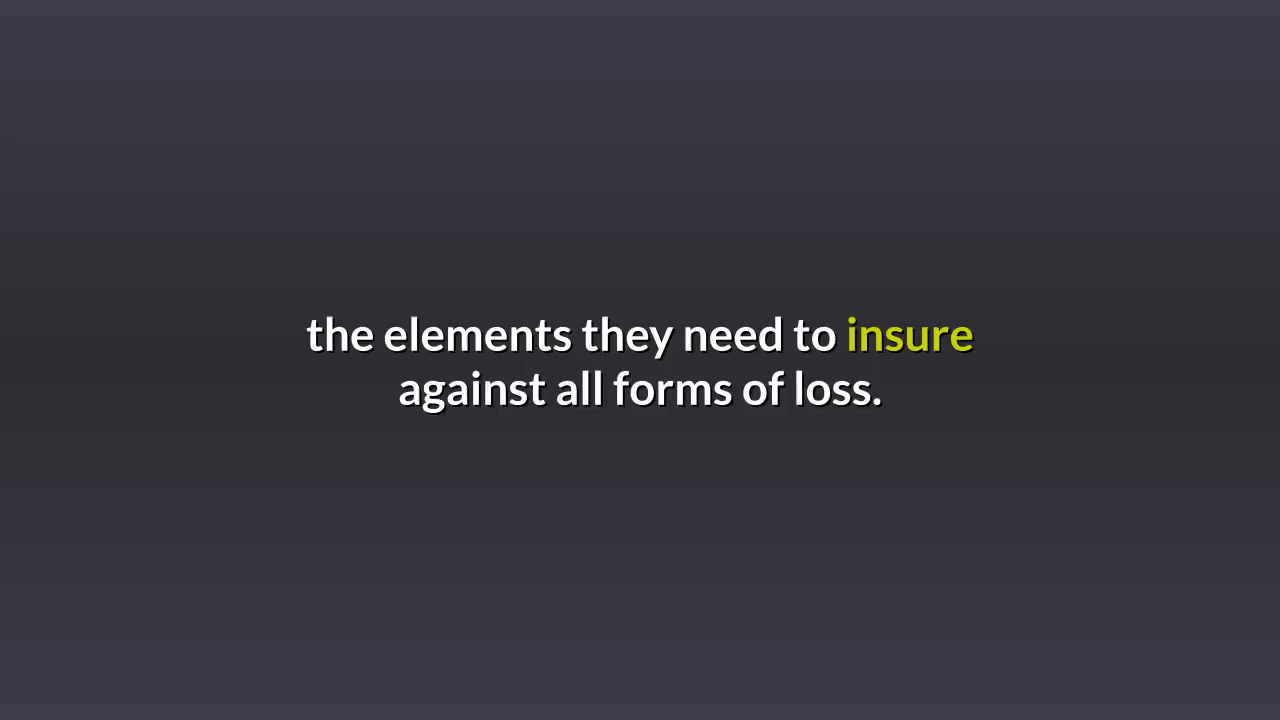 the elements they need to insure
against all forms of loss.